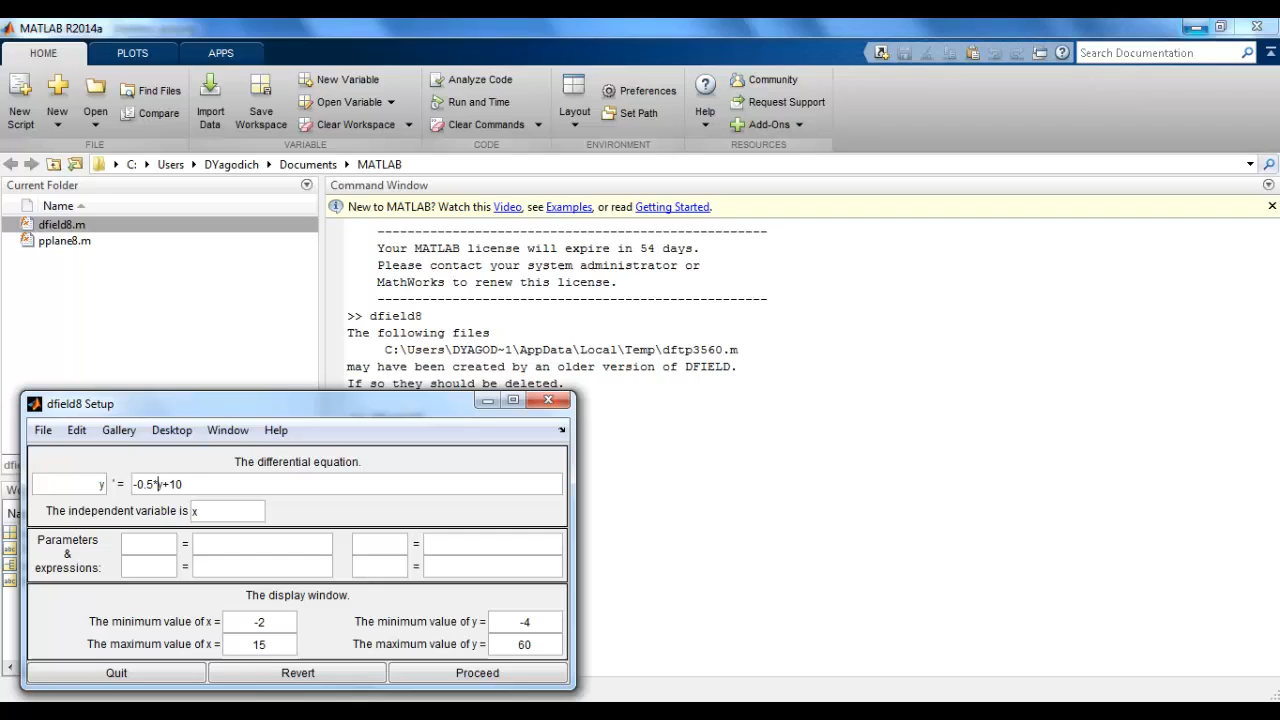 MATLAB R2014a
HOME PLOTS APPS Search Documentation
New Script New Open Find Files Compare Import Data Save Workspace New Variable Open Variable Clear Workspace Analyze Code Run and Time Clear Commands Layout Preferences Set Path Help Community Request Support Add-Ons
FILE VARIABLE CODE ENVIRONMENT RESOURCES
C: Users DYagodich Documents MATLAB
Current Folder
Name
dfield8.m
pplane8.m
Command Window
New to MATLAB? Watch this Video, see Examples, or read Getting Started.
----------------------------------------------------
Your MATLAB license will expire in 54 days.
Please contact your system administrator or
MathWorks to renew this license.
----------------------------------------------------
>> dfield8
The following files
C:\Users\DYAGOD~1\AppData\Local\Temp\dftp3560.m
may have been created by an older version of DFIELD.
If so they should be deleted.
dfield8 Setup
File Edit Gallery Desktop Window Help
The differential equation.
y ' = -0.5*y+10
The independent variable is x
Parameters & expressions: = = = =
The display window.
The minimum value of x = -2 The minimum value of y = -4
The maximum value of x = 15 The maximum value of y = 60
Quit Revert Proceed